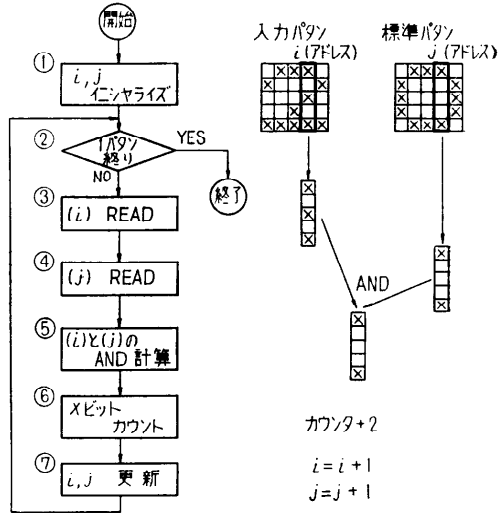 開始
① i,j
イニシャライズ
② 1パタン
終り
YES
NO
終了
③ (i) READ
④ (j) READ
⑤ (i)と(j)の
AND 計算
⑥ Xビット
カウント
⑦ i,j 更新
入力パタン
i(アドレス)
標準パタン
j(アドレス)
AND
カウンタ+2
i=i+1
j=j+1